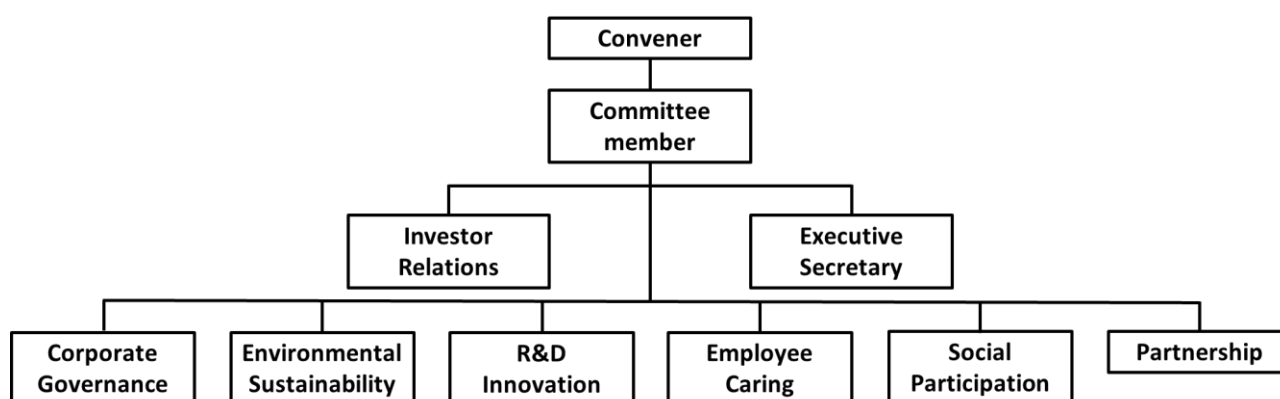 Convener
Committee
member
Investor
Relations
Executive
Secretary
Corporate
Governance
Environmental
Sustainability
R&D
Innovation
Employee
Caring
Social
Participation
Partnership